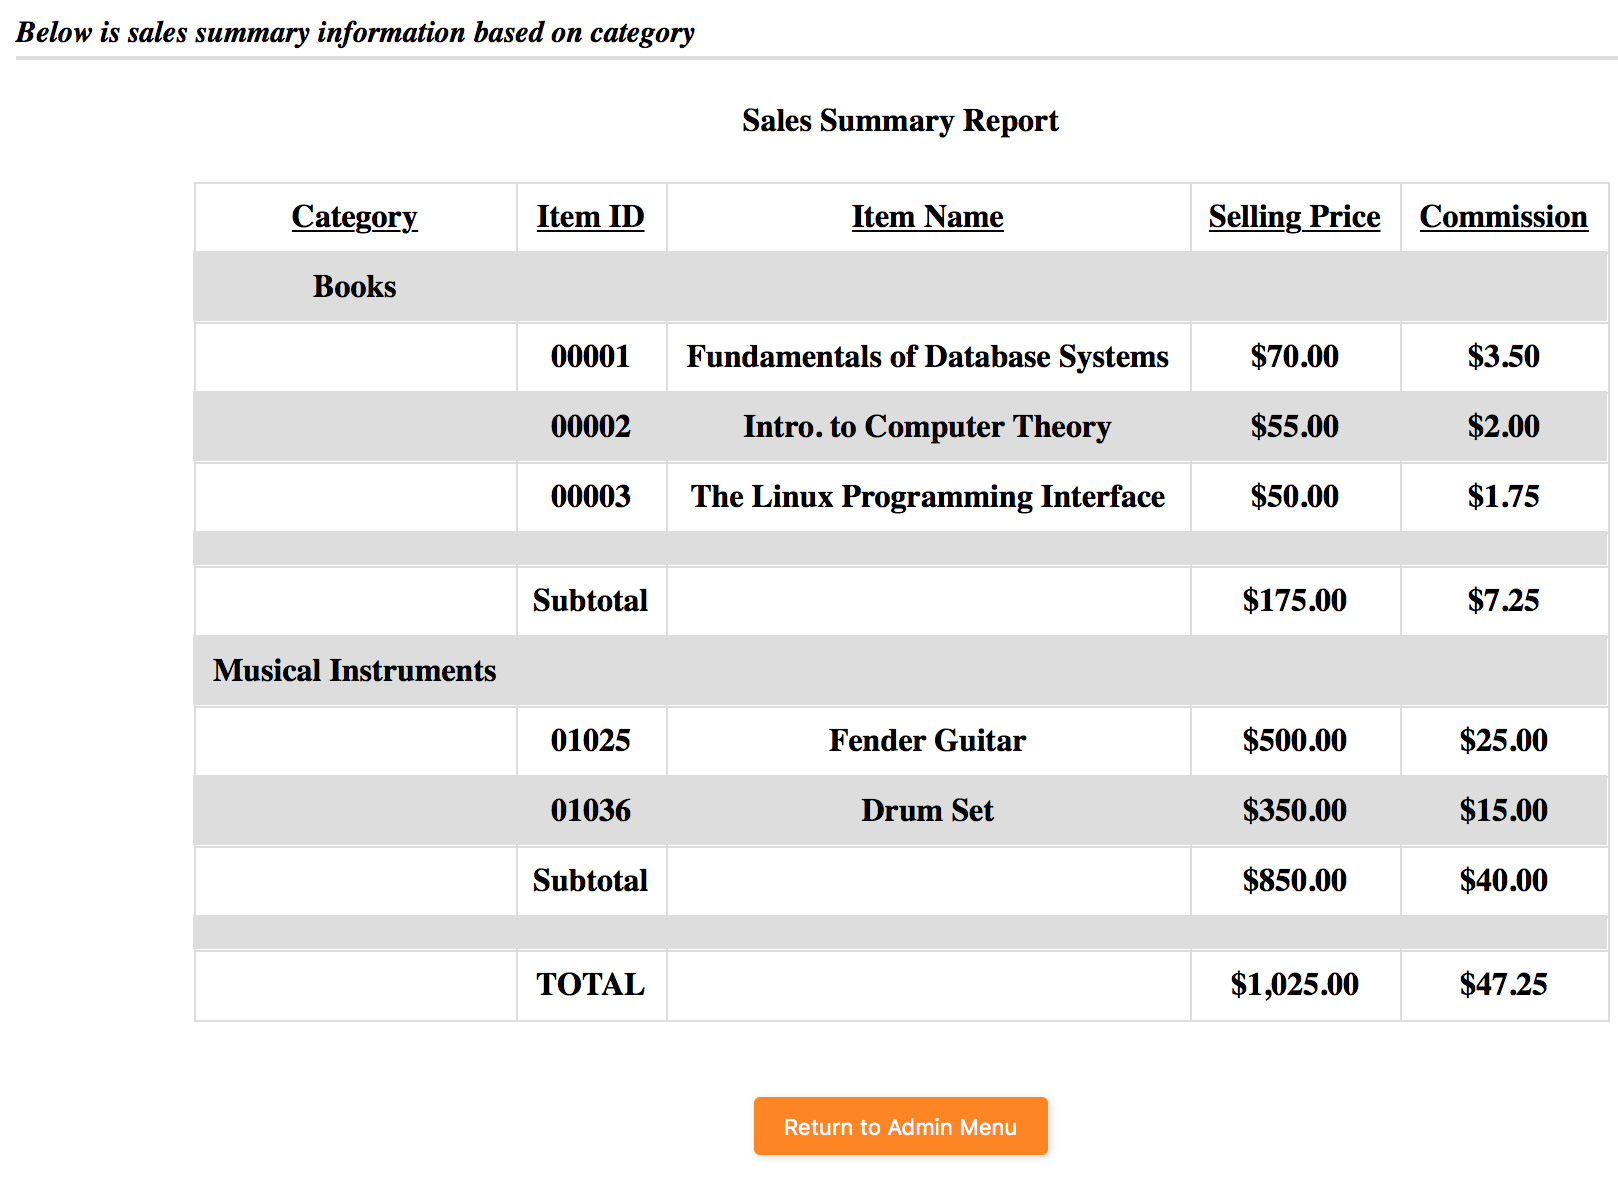 Below is sales summary information based on category
Sales Summary Report
Category Item ID Item Name Selling Price Commission
Books
00001 Fundamentals of Database Systems $70.00 $3.50
00002 Intro. to Computer Theory $55.00 $2.00
00003 The Linux Programming Interface $50.00 $1.75
Subtotal $175.00 $7.25
Musical Instruments
01025 Fender Guitar $500.00 $25.00
01036 Drum Set $350.00 $15.00
Subtotal $850.00 $40.00
TOTAL $1,025.00 $47.25
Return to Admin Menu